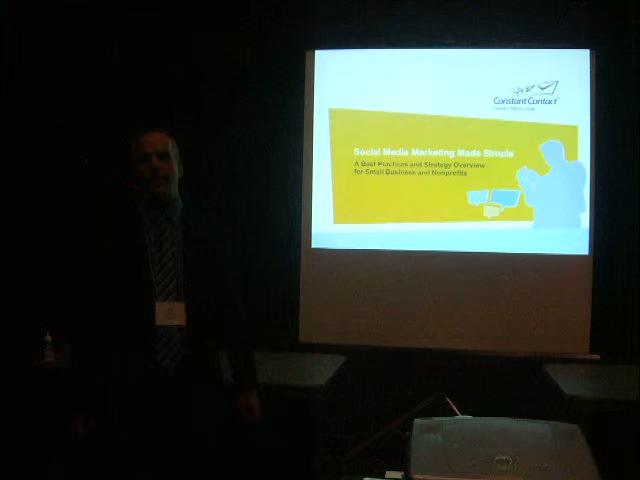 Constant Contact
Social Media Marketing Made Simple
A Best Practices and Strategy Overview
for Small Business and Nonprofits